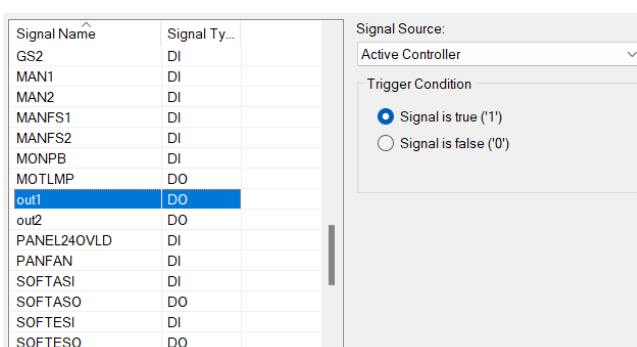 Signal Name Signal Ty...
GS2 DI
MAN1 DI
MAN2 DI
MANFS1 DI
MANFS2 DI
MONPB DI
MOTLMP DO
out1 DO
out2 DO
PANEL24OVLD DI
PANFAN DI
SOFTASI DI
SOFTASO DO
SOFTESI DI
SOFTESO DO
Signal Source:
Active Controller
Trigger Condition
Signal is true ('1')
Signal is false ('0')